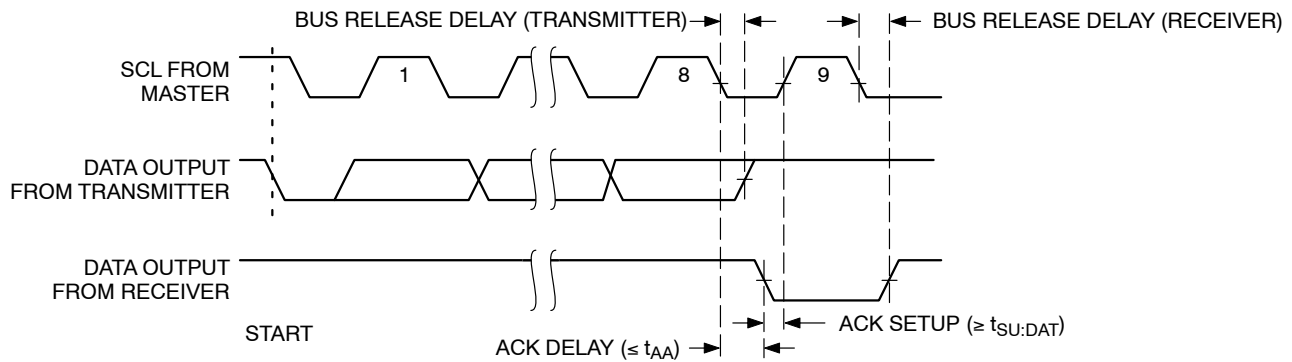 BUS RELEASE DELAY (TRANSMITTER)
BUS RELEASE DELAY (RECEIVER)
SCL FROM
MASTER
1
8
9
DATA OUTPUT
FROM TRANSMITTER
DATA OUTPUT
FROM RECEIVER
START
ACK SETUP (≥ tSU:DAT)
ACK DELAY (≤ tAA)